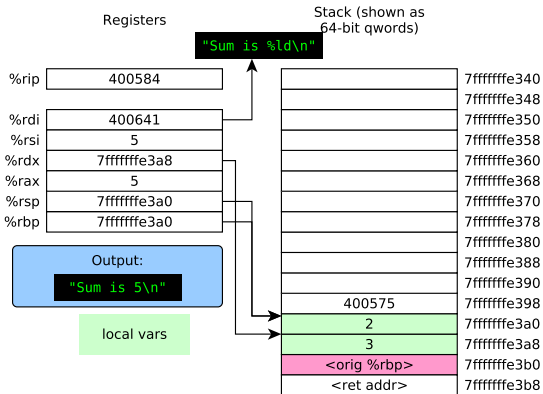 Registers
Stack (shown as
64-bit qwords)
"Sum is %ld\n"
%rip 400584
%rdi 400641
%rsi 5
%rdx 7fffffffe3a8
%rax 5
%rsp 7fffffffe3a0
%rbp 7fffffffe3a0
Output:
"Sum is 5\n"
local vars
7fffffffe340
7fffffffe348
7fffffffe350
7fffffffe358
7fffffffe360
7fffffffe368
7fffffffe370
7fffffffe378
7fffffffe380
7fffffffe388
7fffffffe390
400575 7fffffffe398
2 7fffffffe3a0
3 7fffffffe3a8
<orig %rbp> 7fffffffe3b0
<ret addr> 7fffffffe3b8